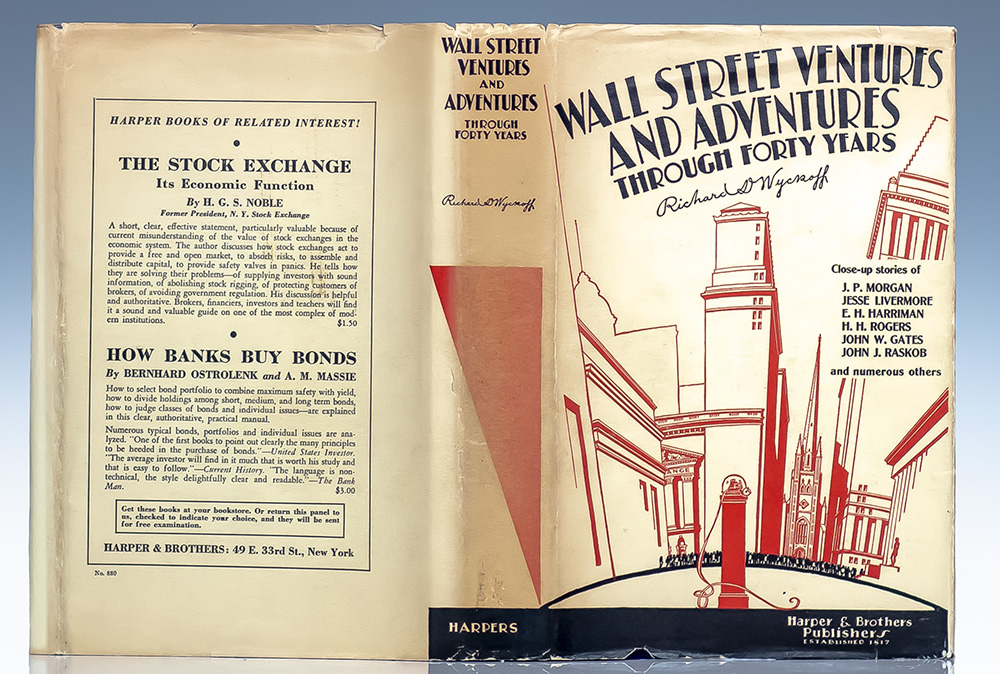 HARPER BOOKS OF RELATED INTEREST!
THE STOCK EXCHANGE
Its Economic Function
By H. G. S. NOBLE
Former President, N. Y. Stock Exchange
A short, clear, effective statement, particularly valuable because of
current misunderstanding of the value of stock exchanges in the
economic system. The author discusses how stock exchanges act to
provide a free and open market, to absorb risks, to assemble and
distribute capital, to provide safety valves in panics. He tells how
they are solving their problems—of supplying investors with sound
information, of abolishing stock rigging, of protecting customers of
brokers, of avoiding government regulation. His discussion is helpful
and authoritative. Brokers, financiers, investors and teachers will find
it a sound and valuable guide on one of the most complex of mod-
ern institutions. $1.50
HOW BANKS BUY BONDS
By BERNHARD OSTROLENK and A. M. MASSIE
How to select bond portfolio to combine maximum safety with yield,
how to divide holdings among short, medium, and long term bonds,
how to judge classes of bonds and individual issues—are explained
in this clear, authoritative, practical manual.
Numerous typical bonds, portfolios and individual issues are ana-
lyzed. "One of the first books to point out clearly the many principles
to be heeded in the purchase of bonds."—United States Investor.
"The average investor will find in it much that is worth his study and
that is easy to follow."—Current History. "The language is non-
technical, the style delightfully clear and readable."—The Bank
Man. $3.00
Get these books at your bookstore. Or return this panel to
us, checked to indicate your choice, and they will be sent
for free examination.
HARPER & BROTHERS: 49 E. 33rd St., New York
No. 880
WALL STREET
VENTURES
AND
ADVENTURES
THROUGH
FORTY YEARS
Richard D Wyckoff
HARPERS
WALL STREET VENTURES
AND ADVENTURES
THROUGH FORTY YEARS
Richard D Wyckoff
Close-up stories of
J. P. MORGAN
JESSE LIVERMORE
E. H. HARRIMAN
H. H. ROGERS
JOHN W. GATES
JOHN J. RASKOB
and numerous others
ANGE
Harper & Brothers
Publishers
ESTABLISHED 1817